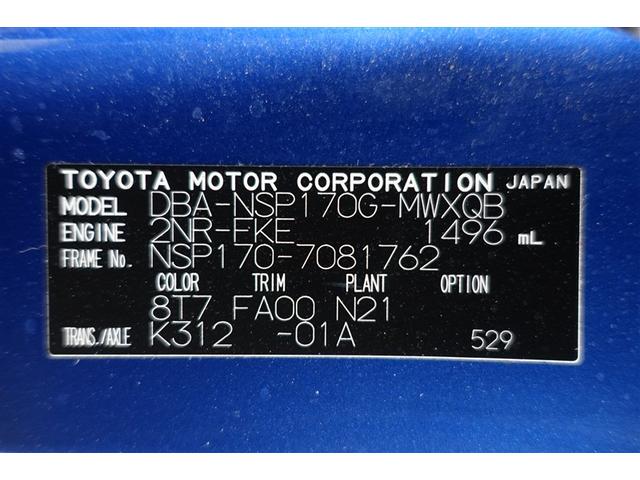 TOYOTA MOTOR CORPORATION JAPAN
MODEL DBA-NSP170G-MWXQB
ENGINE 2NR-FKE 1496 mL
FRAME No. NSP170-7081762
COLOR TRIM PLANT OPTION
8T7 FA00 N21
TRANS./AXLE K312 -01A 529